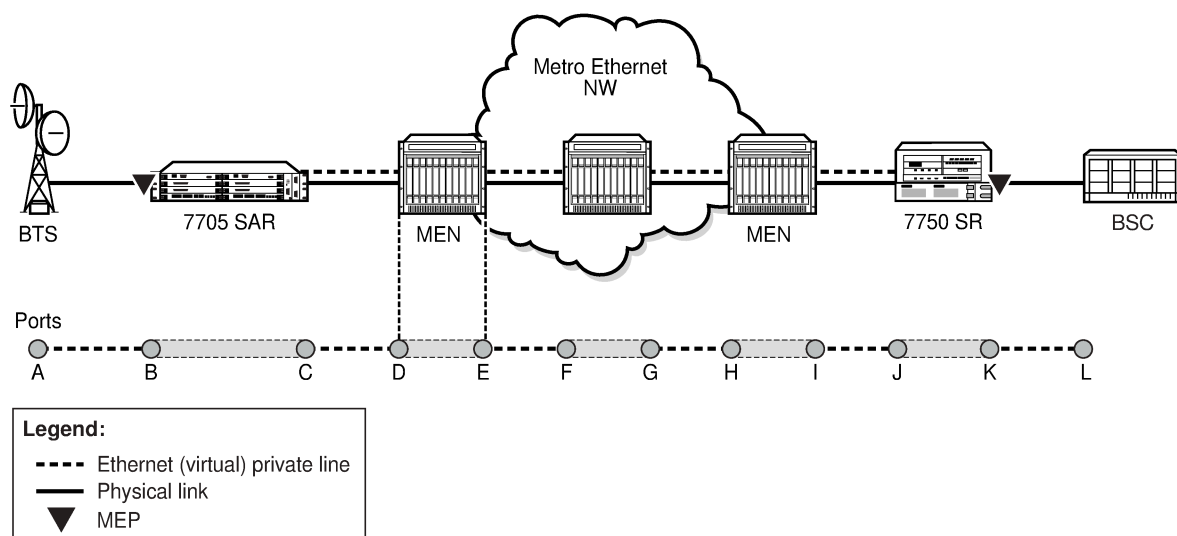 Metro Ethernet
NW
BTS
7705 SAR
MEN
MEN
7750 SR
BSC
Ports
A B C D E F G H I J K L
Legend:
Ethernet (virtual) private line
Physical link
MEP